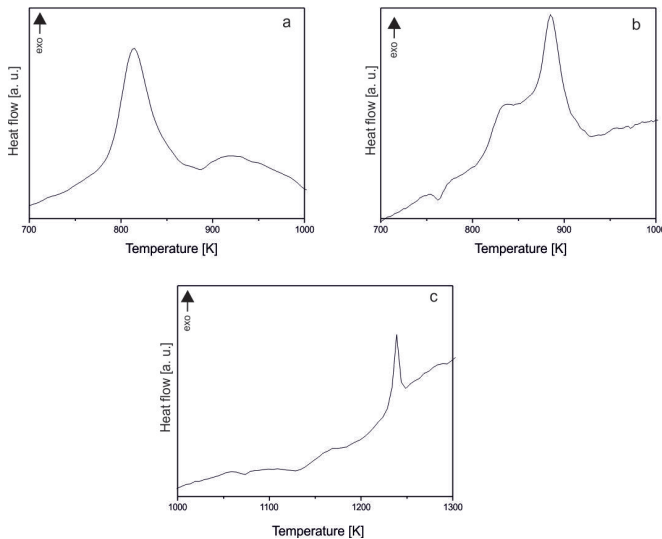 exo
a
Heat flow [a. u.]
700 800 900 1000
Temperature [K]
exo
b
Heat flow [a. u.]
700 800 900 1000
Temperature [K]
exo
c
Heat flow [a. u.]
1000 1100 1200 1300
Temperature [K]